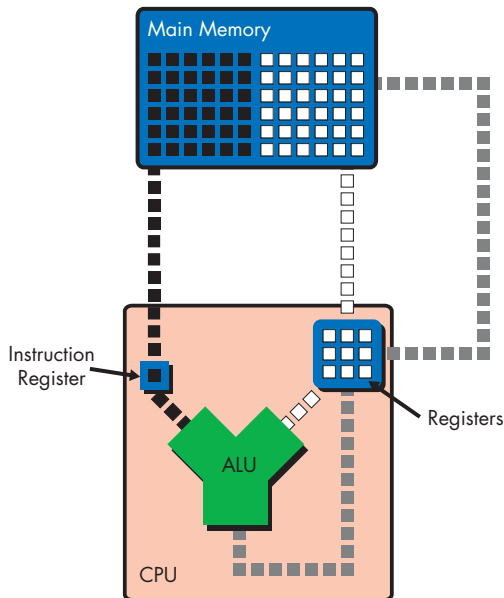 Main Memory
Instruction
Register
Registers
ALU
CPU